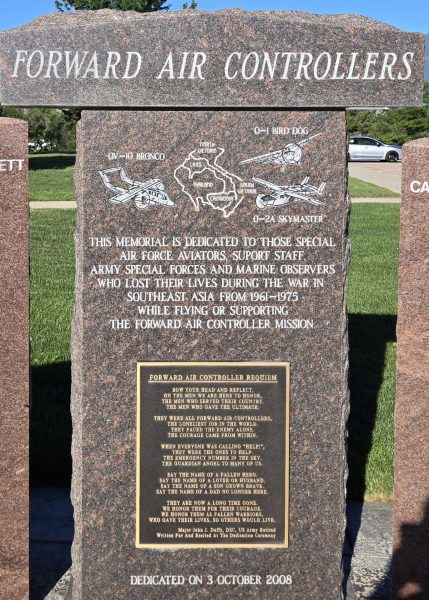 FORWARD AIR CONTROLLERS
ETT
CA
O-1 BIRD DOG
OV-10 BRONCO
NORTH
VIETNAM
LAOS
THAILAND
SOUTH
VIETNAM
CAMBODIA
O-2A SKYMASTER
THIS MEMORIAL IS DEDICATED TO THOSE SPECIAL
AIR FORCE AVIATORS, SUPORT STAFF,
ARMY SPECIAL FORCES AND MARINE OBSERVERS
WHO LOST THEIR LIVES DURING THE WAR IN
SOUTHEAST ASIA FROM 1961-1975
WHILE FLYING OR SUPPORTING
THE FORWARD AIR CONTROLLER MISSION.
FORWARD AIR CONTROLLER REQUIEM
BOW YOUR HEAD AND REFLECT,
ON THE MEN WE ARE HERE TO HONOR,
THE MEN WHO SERVED THEIR COUNTRY,
THE MEN WHO GAVE THE ULTIMATE.
THEY WERE ALL FORWARD AIR CONTROLLERS,
THE LONELIEST JOB IN THE WORLD.
THEY FACED THE ENEMY ALONE,
THE COURAGE CAME FROM WITHIN.
WHEN EVERYONE WAS CALLING "HELP!",
THEY WERE THE ONES TO HELP.
THE EMERGENCY NUMBER IN THE SKY,
THE GUARDIAN ANGEL TO MANY OF US.
SAY THE NAME OF A FALLEN HERO.
SAY THE NAME OF A LOVER OR HUSBAND.
SAY THE NAME OF A SON GROWN BRAVE.
SAY THE NAME OF A DAD NO LONGER HERE
THEY ARE NOW A LONG TIME GONE.
WE HONOR THEM FOR THEIR COURAGE.
WE HONOR THEM AS FALLEN WARRIORS,
WHO GAVE THEIR LIVES, SO OTHERS WOULD LIVE.
Major John J. Duffy, DSC, US Army Retired
Written For And Recited At The Dedication Ceremony
DEDICATED ON 3 OCTOBER 2008